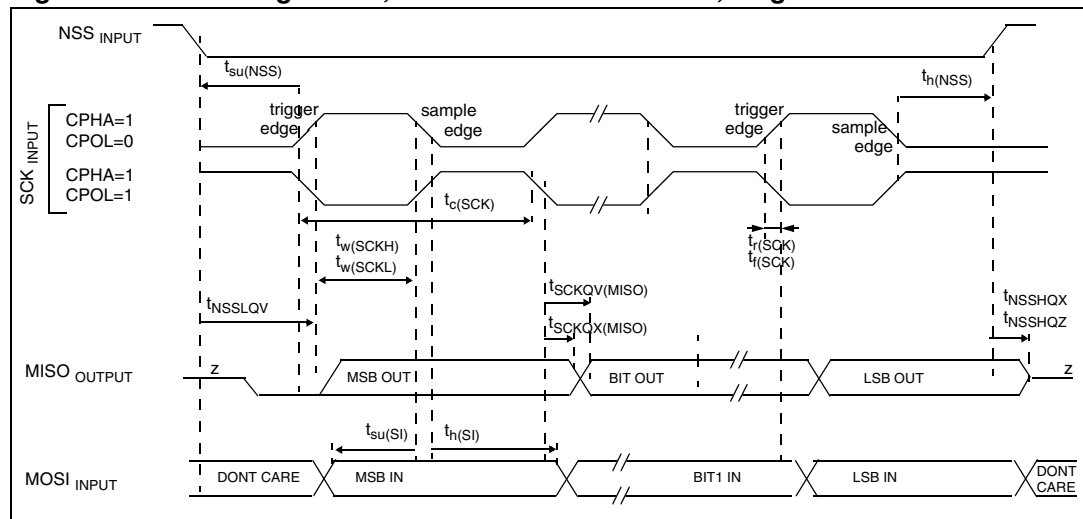 NSS INPUT
tsu(NSS)
th(NSS)
trigger edge
sample edge
trigger edge
sample edge
SCK INPUT
CPHA=1
CPOL=0
CPHA=1
CPOL=1
tc(SCK)
tw(SCKH)
tw(SCKL)
tr(SCK)
tf(SCK)
tNSSLQV
tSCKQV(MISO)
tSCKQX(MISO)
tNSSHQX
tNSSHQZ
MISO OUTPUT
z
MSB OUT
BIT OUT
LSB OUT
z
tsu(SI)
th(SI)
MOSI INPUT
DONT CARE
MSB IN
BIT1 IN
LSB IN
DONT CARE